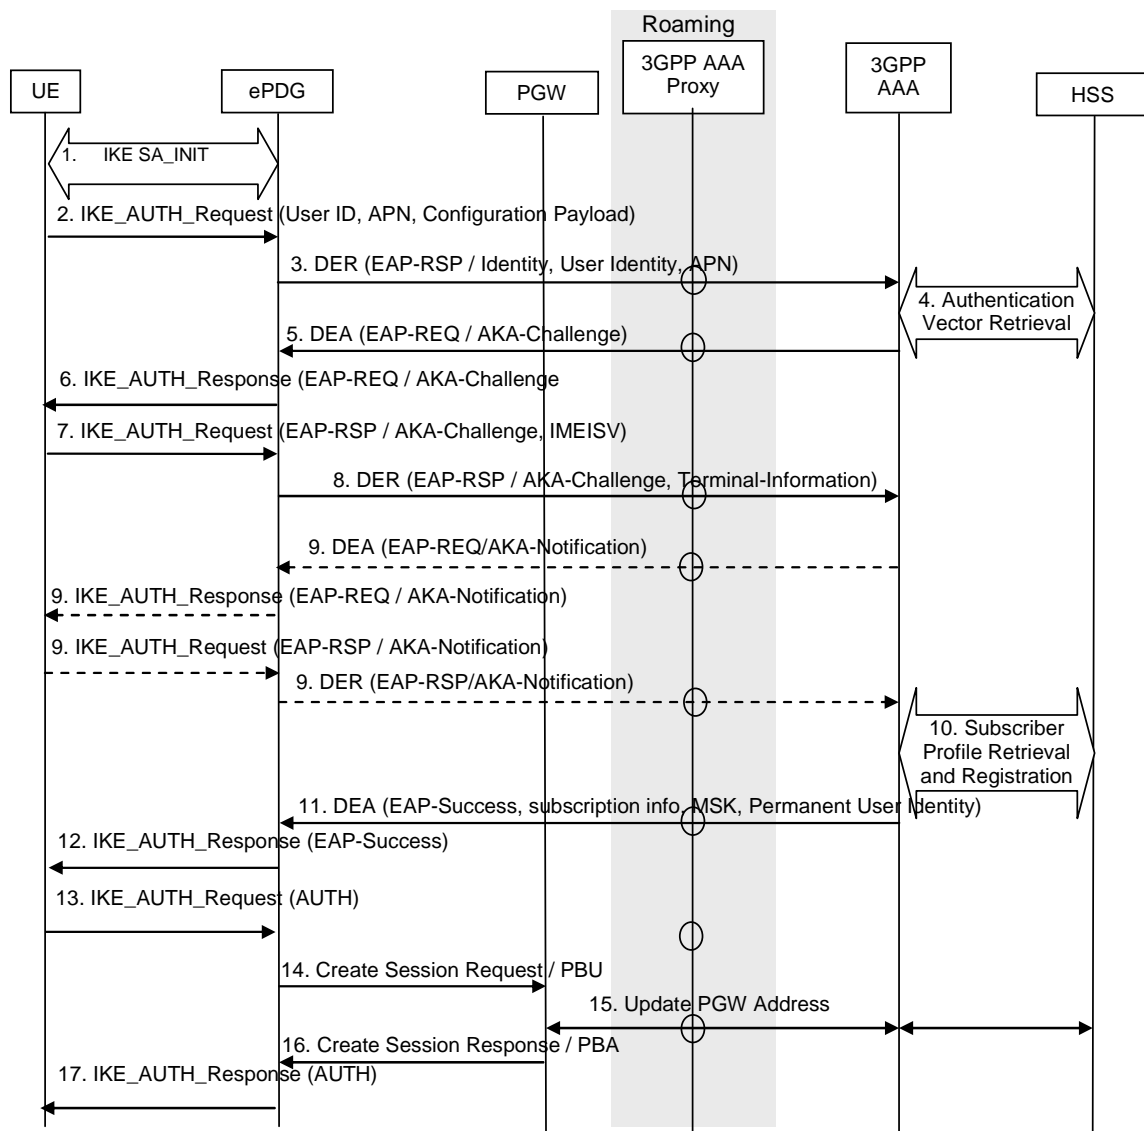 Roaming
UE
ePDG
PGW
3GPP AAA
Proxy
3GPP
AAA
HSS
1. IKE SA_INIT
2. IKE_AUTH_Request (User ID, APN, Configuration Payload)
3. DER (EAP-RSP / Identity, User Identity, APN)
4. Authentication
Vector Retrieval
5. DEA (EAP-REQ / AKA-Challenge)
6. IKE_AUTH_Response (EAP-REQ / AKA-Challenge
7. IKE_AUTH_Request (EAP-RSP / AKA-Challenge, IMEISV)
8. DER (EAP-RSP / AKA-Challenge, Terminal-Information)
9. DEA (EAP-REQ/AKA-Notification)
9. IKE_AUTH_Response (EAP-REQ / AKA-Notification)
9. IKE_AUTH_Request (EAP-RSP / AKA-Notification)
9. DER (EAP-RSP/AKA-Notification)
10. Subscriber
Profile Retrieval
and Registration
11. DEA (EAP-Success, subscription info, MSK, Permanent User Identity)
12. IKE_AUTH_Response (EAP-Success)
13. IKE_AUTH_Request (AUTH)
14. Create Session Request / PBU
15. Update PGW Address
16. Create Session Response / PBA
17. IKE_AUTH_Response (AUTH)